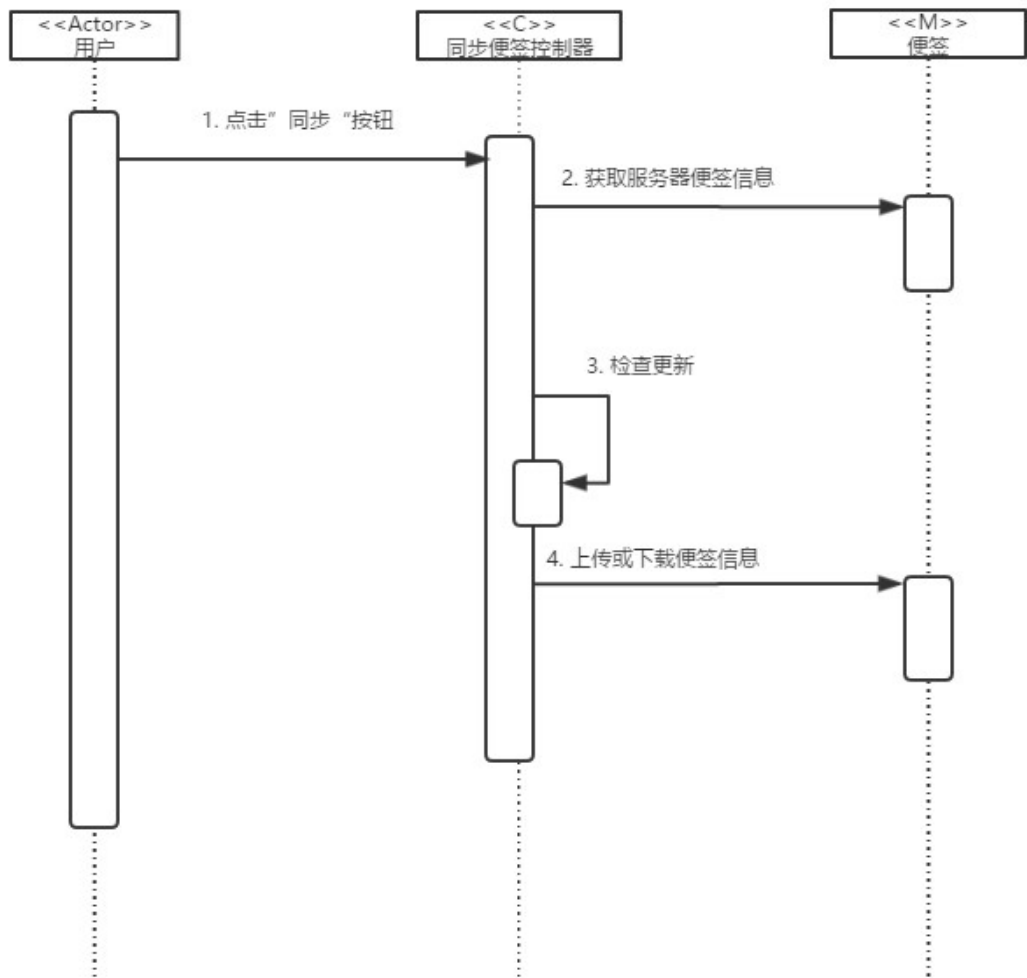 <<Actor>>
用户
<<C>>
同步便签控制器
<<M>>
便签
1. 点击”同步“按钮
2. 获取服务器便签信息
3. 检查更新
4. 上传或下载便签信息